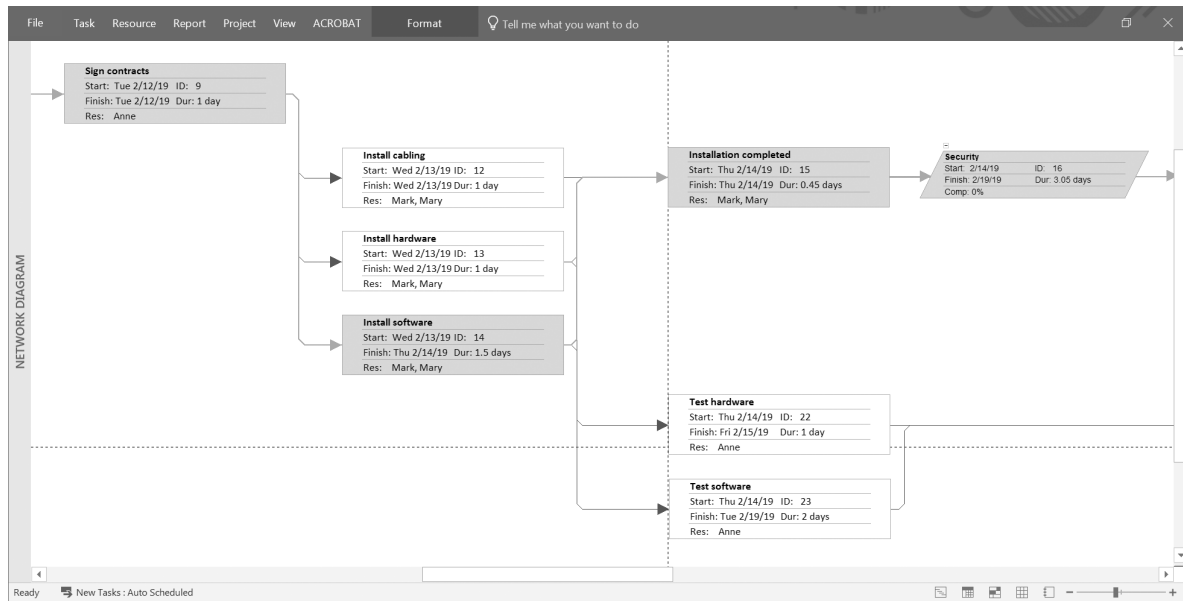 File Task Resource Report Project View ACROBAT Format Tell me what you want to do
NETWORK DIAGRAM
Sign contracts
Start: Tue 2/12/19 ID: 9
Finish: Tue 2/12/19 Dur: 1 day
Res: Anne
Install cabling
Start: Wed 2/13/19 ID: 12
Finish: Wed 2/13/19 Dur: 1 day
Res: Mark, Mary
Install hardware
Start: Wed 2/13/19 ID: 13
Finish: Wed 2/13/19 Dur: 1 day
Res: Mark, Mary
Install software
Start: Wed 2/13/19 ID: 14
Finish: Thu 2/14/19 Dur: 1.5 days
Res: Mark, Mary
Installation completed
Start: Thu 2/14/19 ID: 15
Finish: Thu 2/14/19 Dur: 0.45 days
Res: Mark, Mary
Security
Start: 2/14/19 ID: 16
Finish: 2/19/19 Dur: 3.05 days
Comp: 0%
Test hardware
Start: Thu 2/14/19 ID: 22
Finish: Fri 2/15/19 Dur: 1 day
Res: Anne
Test software
Start: Thu 2/14/19 ID: 23
Finish: Tue 2/19/19 Dur: 2 days
Res: Anne
Ready New Tasks : Auto Scheduled